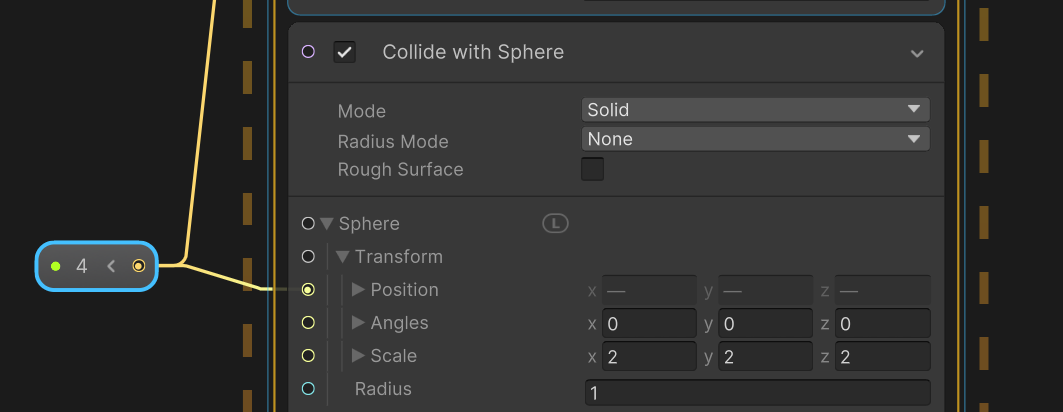 Collide with Sphere
Mode Solid
Radius Mode None
Rough Surface
Sphere L
4 <
Transform
Position x — y — z —
Angles x 0 y 0 z 0
Scale x 2 y 2 z 2
Radius 1